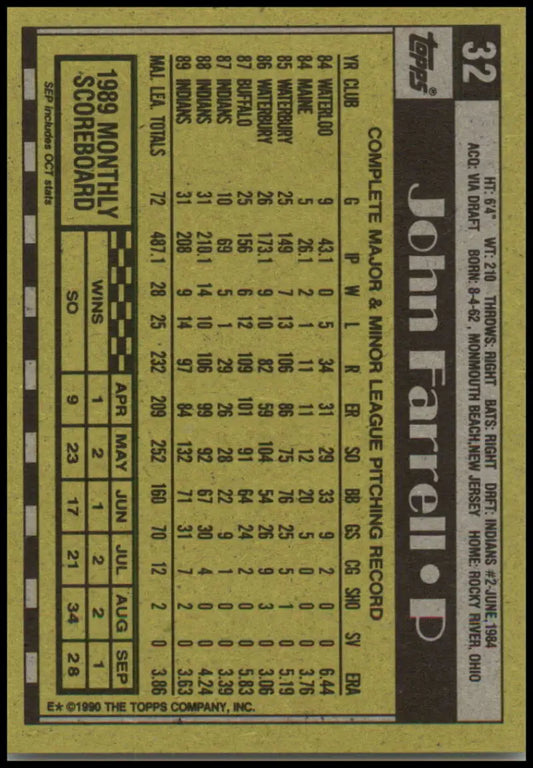 32
topps®
HT: 6'4" WT: 210 THROWS: RIGHT BATS: RIGHT DRFT: INDIANS #2-JUNE, 1984
ACQ: VIA DRAFT BORN: 8-4-62, MONMOUTH BEACH, NEW JERSEY HOME: ROCKY RIVER, OHIO
John Farrell • P
COMPLETE MAJOR & MINOR LEAGUE PITCHING RECORD
YR CLUB G IP W L R ER SO BB GS CG SHO SV ERA
84 WATERLOO 9 43.1 0 5 34 31 29 33 9 2 0 0 6.44
84 MAINE 5 26.1 2 1 11 11 12 20 5 0 0 0 3.76
85 WATERBURY 25 149 7 13 106 86 75 76 25 5 1 0 5.19
86 WATERBURY 26 173.1 9 10 82 59 104 54 26 9 3 0 3.06
87 BUFFALO 25 156 6 12 109 101 91 64 24 2 0 0 5.83
87 INDIANS 10 69 5 1 29 26 28 22 9 1 0 0 3.39
88 INDIANS 31 210.1 14 10 106 99 92 67 30 4 0 0 4.24
89 INDIANS 31 208 9 14 97 84 132 71 31 7 2 0 3.63
MAJ. LEA. TOTALS 72 487.1 28 25 232 209 252 160 70 12 2 0 3.86
1989 MONTHLY
SCOREBOARD
APR MAY JUN JUL AUG SEP
WINS 1 2 1 2 2 1
SO 9 23 17 21 34 28
SEP includes OCT stats
E* ©1990 THE TOPPS COMPANY, INC.